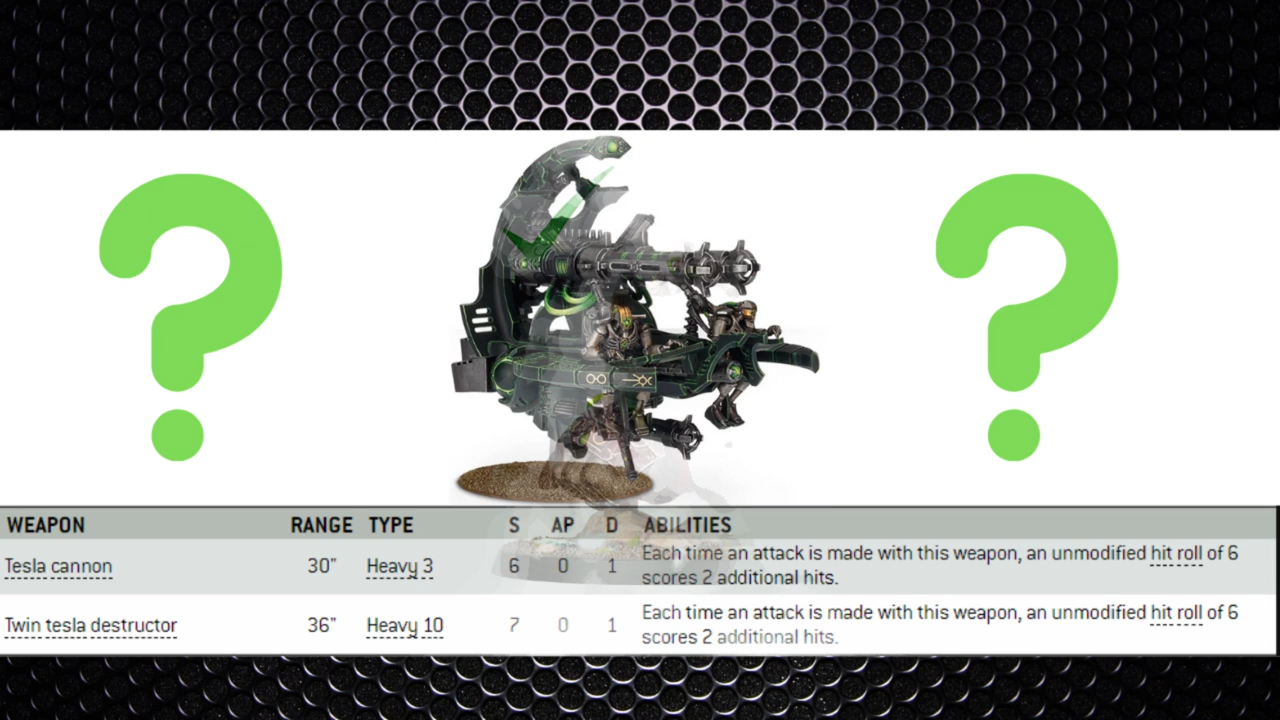 WEAPON RANGE TYPE S AP D ABILITIES
Tesla cannon 30" Heavy 3 6 0 1 Each time an attack is made with this weapon, an unmodified hit roll of 6
scores 2 additional hits.
Twin tesla destructor 36" Heavy 10 7 0 1 Each time an attack is made with this weapon, an unmodified hit roll of 6
scores 2 additional hits.